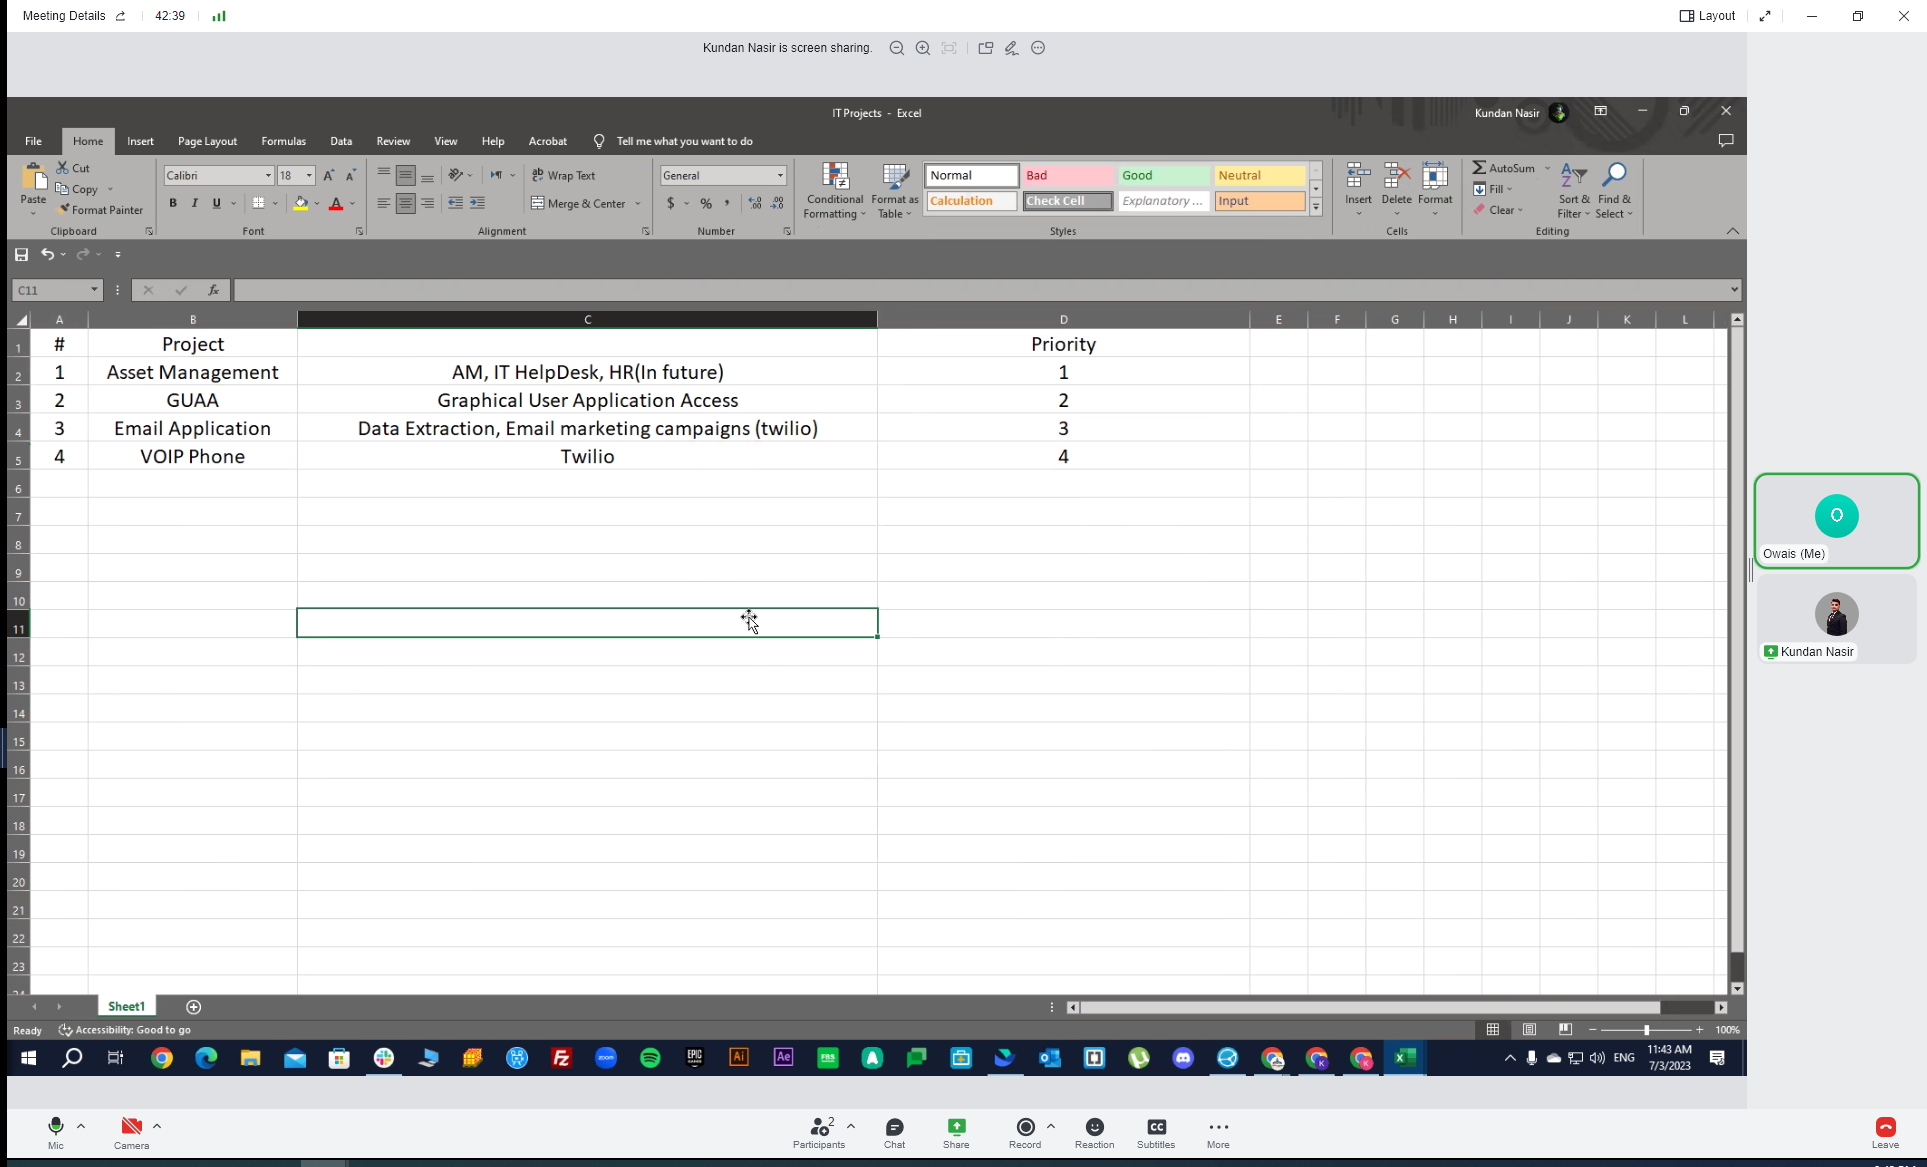 Meeting Details 42:39 Layout
Kundan Nasir is screen sharing.
IT Projects - Excel Kundan Nasir
File Home Insert Page Layout Formulas Data Review View Help Acrobat Tell me what you want to do
Paste Cut Copy Format Painter Clipboard
Calibri 18 B I U A Font
ab Wrap Text Merge & Center Alignment
General $ % , Number
Conditional Formatting Format as Table
Normal Bad Good Neutral
Calculation Check Cell Explanatory ... Input
Styles
Insert Delete Format Cells
AutoSum Fill Clear Sort & Filter Find & Select Editing
C11 fx
A B C D E F G H I J K L
1 # Project Priority
2 1 Asset Management AM, IT HelpDesk, HR(In future) 1
3 2 GUAA Graphical User Application Access 2
4 3 Email Application Data Extraction, Email marketing campaigns (twilio) 3
5 4 VOIP Phone Twilio 4
6
7
8
9
10
11
12
13
14
15
16
17
18
19
20
21
22
23
O
Owais (Me)
Kundan Nasir
Sheet1
Ready Accessibility: Good to go 100%
zoom EPIC Ai Ae FBS ENG 11:43 AM
7/3/2023
Mic Camera Participants 2 Chat Share Record Reaction CC Subtitles More Leave